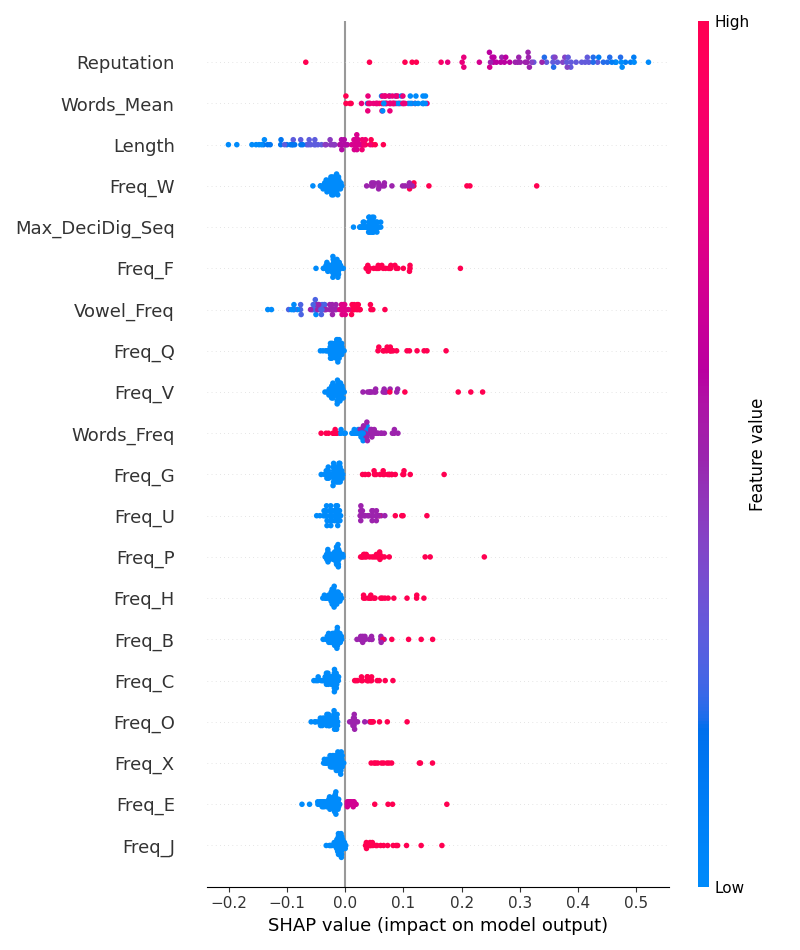 High
Reputation
Words_Mean
Length
Freq_W
Max_DeciDig_Seq
Freq_F
Vowel_Freq
Freq_Q
Freq_V
Words_Freq
Freq_G
Freq_U
Freq_P
Freq_H
Freq_B
Freq_C
Freq_O
Freq_X
Freq_E
Freq_J
Feature value
Low
−0.2 −0.1 0.0 0.1 0.2 0.3 0.4 0.5
SHAP value (impact on model output)